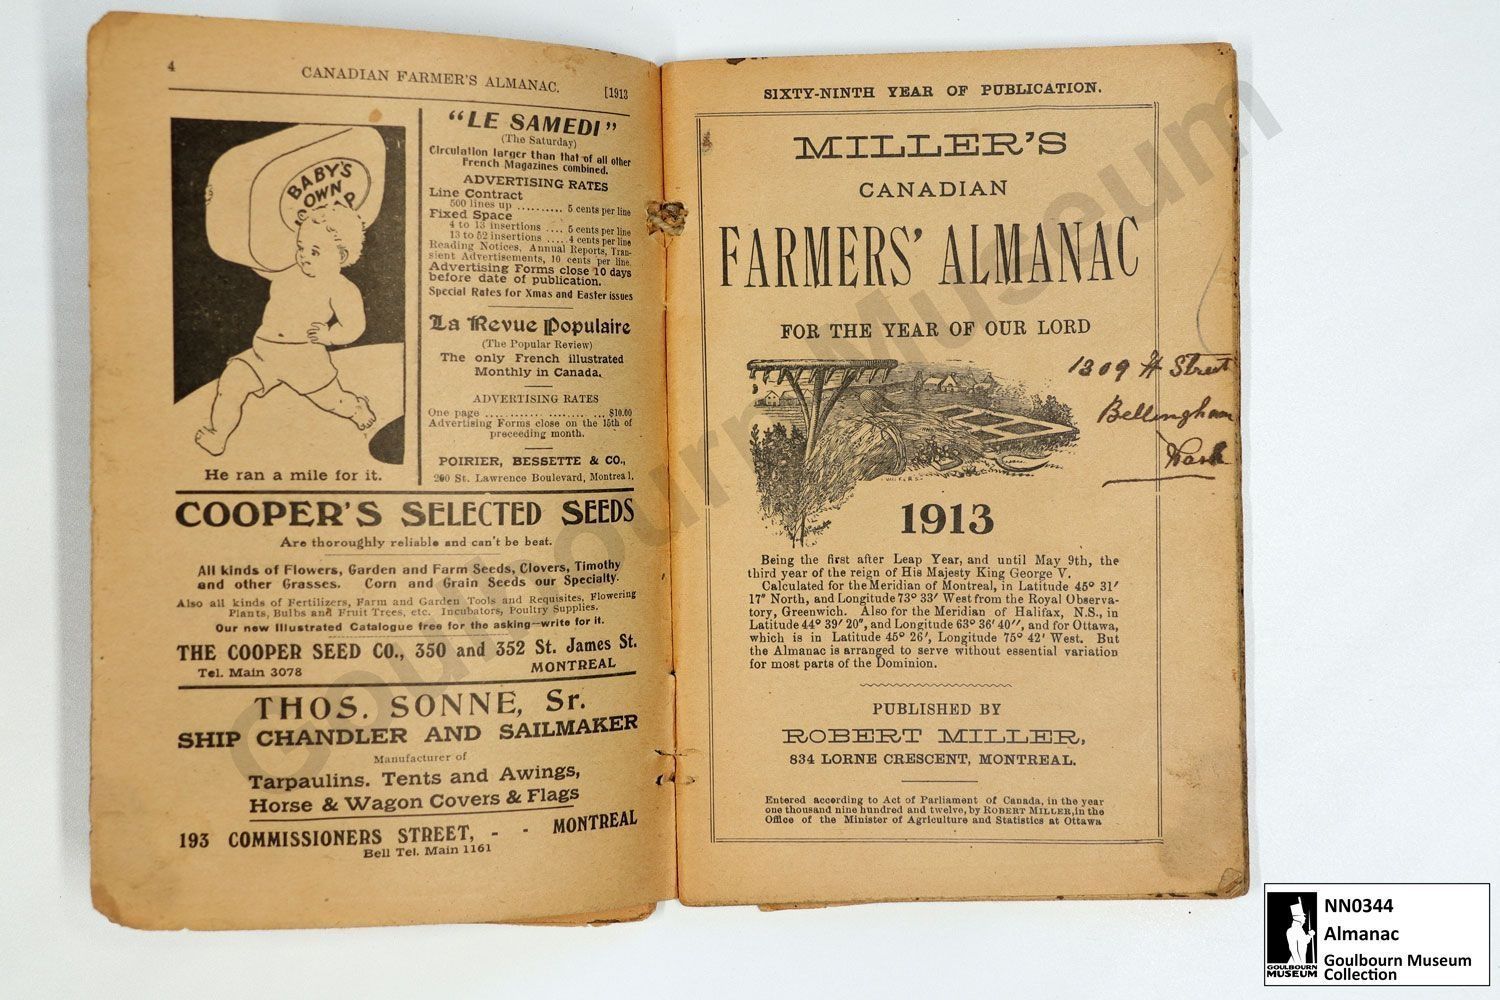 4
CANADIAN FARMER'S ALMANAC.
[1913
BABY'S
OWN
He ran a mile for it.
"LE SAMEDI"
(The Saturday)
Circulation larger than that of all other
French Magazines combined.
ADVERTISING RATES
Line Contract
500 lines up .......... 5 cents per line
Fixed Space
4 to 13 insertions .... 5 cents per line
13 to 52 insertions .... 4 cents per line
Reading Notices, Annual Reports, Tran-
sient Advertisements, 10 cents per line.
Advertising Forms close 10 days
before date of publication.
Special Rates for Xmas and Easter issues
La Revue Populaire
(The Popular Review)
The only French illustrated
Monthly in Canada.
ADVERTISING RATES
One page ............ ......... ... $10.00
Advertising Forms close on the 15th of
preceeding month.
POIRIER, BESSETTE & CO.,
200 St. Lawrence Boulevard, Montreal.
COOPER'S SELECTED SEEDS
Are thoroughly reliable and can't be beat.
All kinds of Flowers, Garden and Farm Seeds, Clovers, Timothy
and other Grasses. Corn and Grain Seeds our Specialty.
Also all kinds of Fertilizers, Farm and Garden Tools and Requisites, Flowering
Plants, Bulbs and Fruit Trees, etc. Incubators, Poultry Supplies.
Our new Illustrated Catalogue free for the asking—write for it.
THE COOPER SEED CO., 350 and 352 St. James St.
Tel. Main 3078
MONTREAL
THOS. SONNE, Sr.
SHIP CHANDLER AND SAILMAKER
Manufacturer of
Tarpaulins. Tents and Awings,
Horse & Wagon Covers & Flags
193 COMMISSIONERS STREET, - - MONTREAL
Bell Tel. Main 1161
SIXTY-NINTH YEAR OF PUBLICATION.
MILLER'S
CANADIAN
FARMERS' ALMANAC
FOR THE YEAR OF OUR LORD
1309 H Street
Bellingham
Wash
1913
Being the first after Leap Year, and until May 9th, the
third year of the reign of His Majesty King George V.
Calculated for the Meridian of Montreal, in Latitude 45° 31'
17" North, and Longitude 73° 33' West from the Royal Observa-
tory, Greenwich. Also for the Meridian of Halifax, N.S., in
Latitude 44° 39' 20", and Longitude 63° 36' 40", and for Ottawa,
which is in Latitude 45° 26', Longitude 75° 42' West. But
the Almanac is arranged to serve without essential variation
for most parts of the Dominion.
PUBLISHED BY
ROBERT MILLER,
834 LORNE CRESCENT, MONTREAL.
Entered according to Act of Parliament of Canada, in the year
one thousand nine hundred and twelve, by ROBERT MILLER, in the
Office of the Minister of Agriculture and Statistics at Ottawa
Goulbourn Museum
GOULBOURN
MUSEUM
NN0344
Almanac
Goulbourn Museum
Collection